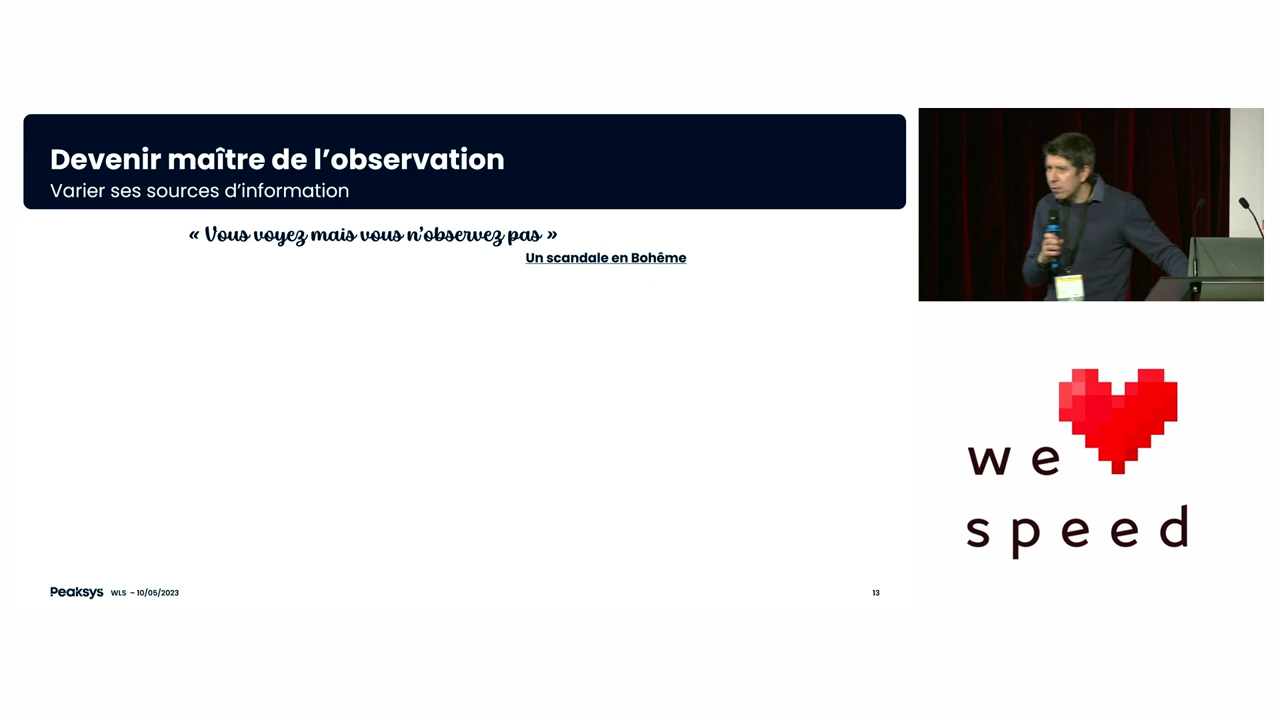 Devenir maître de l’observation
Varier ses sources d’information
« Vous voyez mais vous n’observez pas »
Un scandale en Bohême
we
speed
Peaksys WLS – 10/05/2023
13